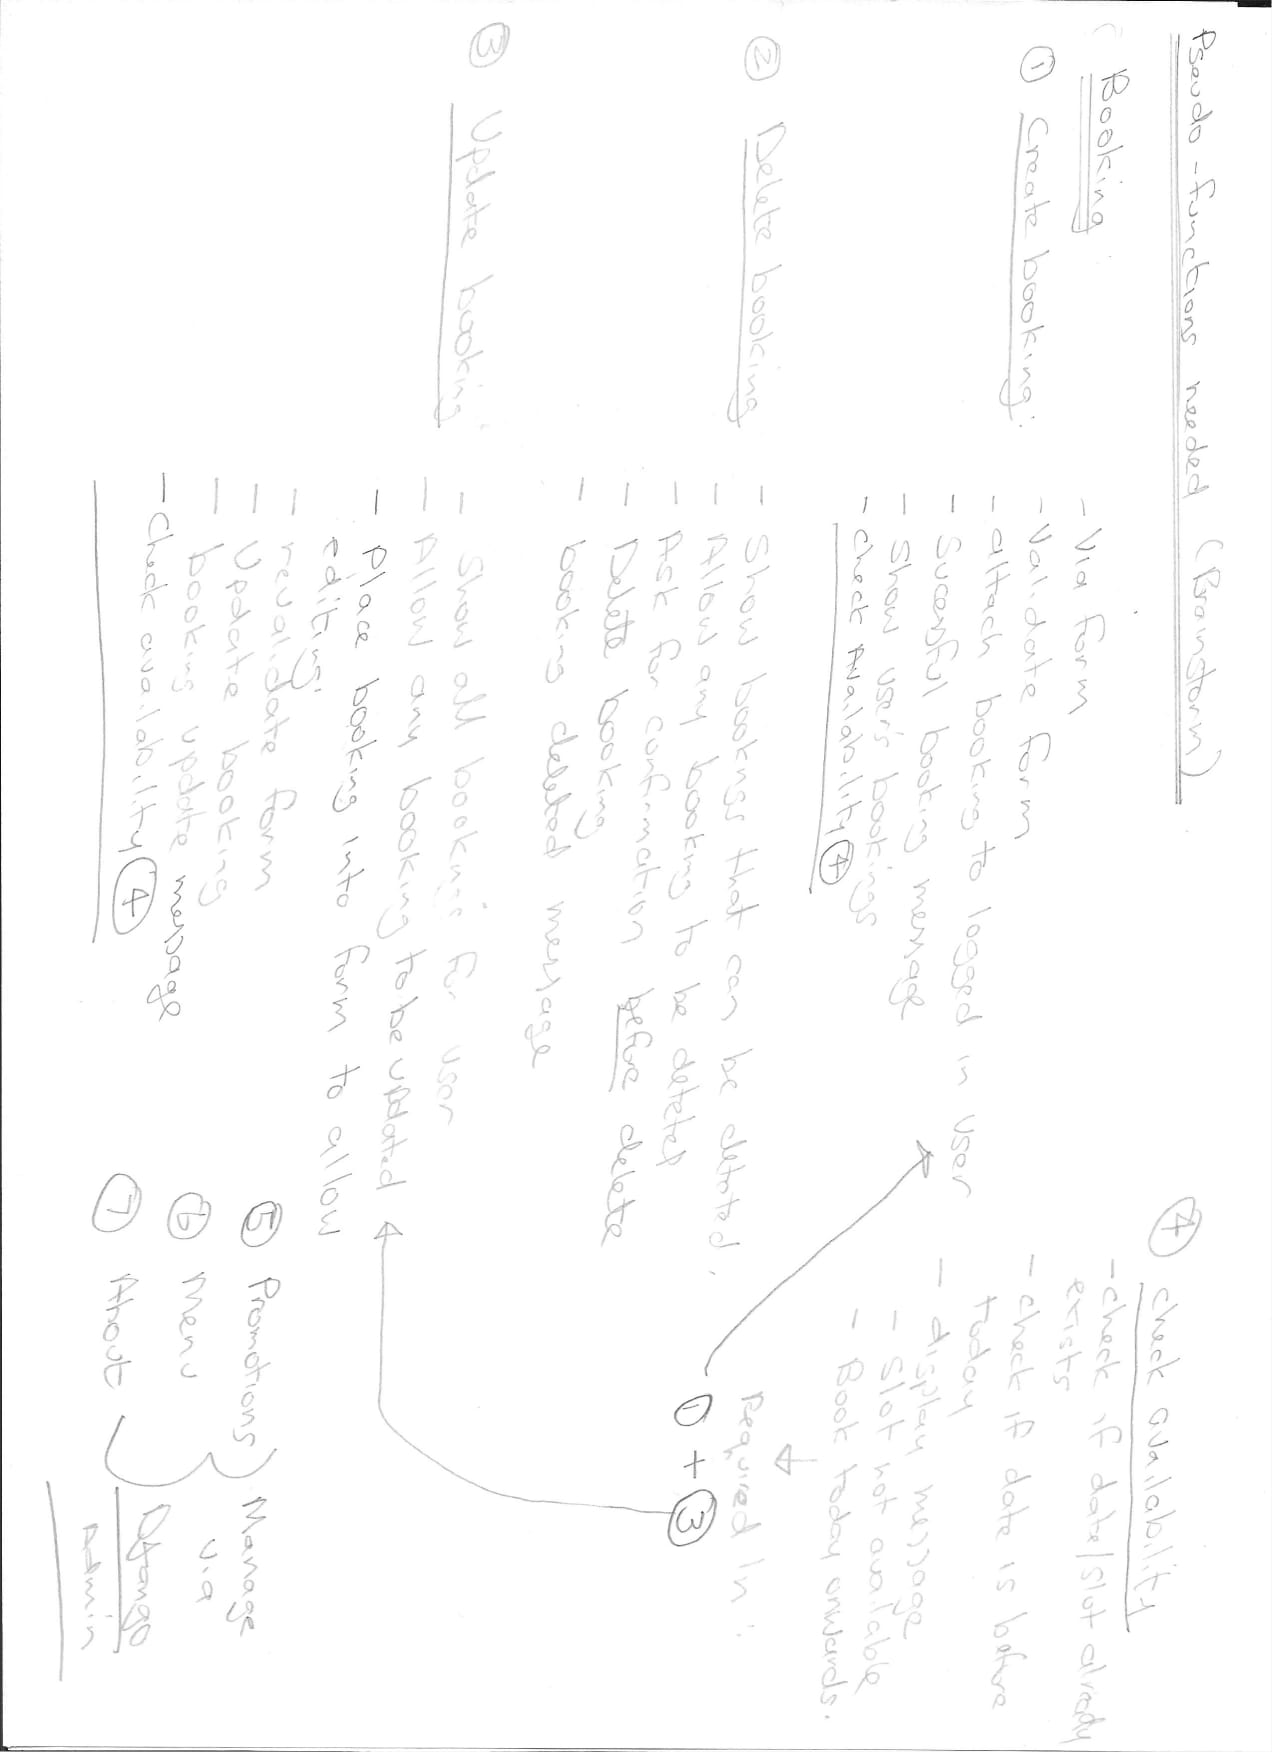 Pseudo-functions needed (Brainstorm)
Booking
① Create booking:
- Via form
- Validate form
- attach booking to logged in user
- Sucessful booking message
- Show user's bookings
- check Availability ④
② Delete booking
- Show bookngs that can be deteted.
- Allow any booking to be deteted
- Ask for confirmation before delete
- Delete booking
- booking deleted message
③ Update booking
- Show all bookings for user
- Allow any booking to be updated
- Place booking into form to allow
editing.
- revalidate form
- Update booking
- booking update message
- Check availability ④
④ check availability
- check if date/slot already
exists
- check if date is before
today
- display message
- Slot not available
- Book today onwards.
Required in:
① + ③
⑤ Promotions
⑥ Menu
⑦ About
Manage
via
Django
Admin